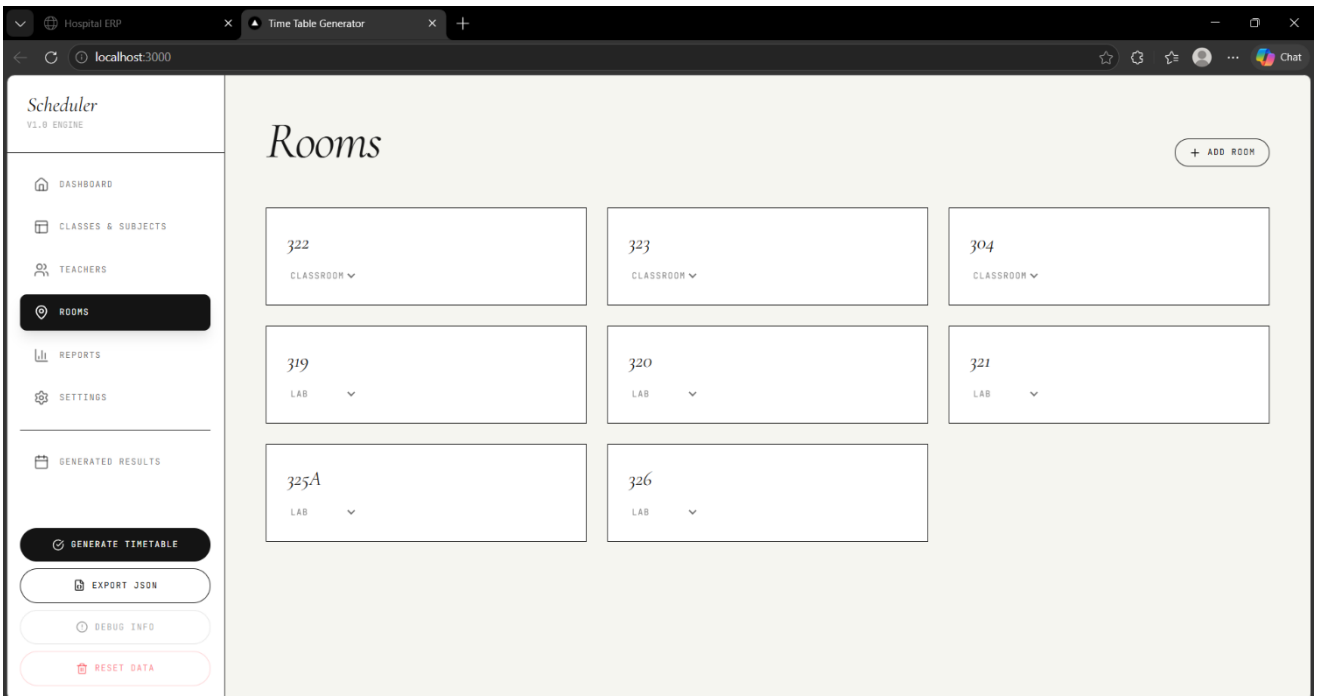 Hospital ERP
Time Table Generator
localhost:3000
Chat
Scheduler
V1.0 ENGINE
DASHBOARD
CLASSES & SUBJECTS
TEACHERS
ROOMS
REPORTS
SETTINGS
GENERATED RESULTS
GENERATE TIMETABLE
EXPORT JSON
DEBUG INFO
RESET DATA
Rooms
+ ADD ROOM
322
CLASSROOM
323
CLASSROOM
304
CLASSROOM
319
LAB
320
LAB
321
LAB
325A
LAB
326
LAB